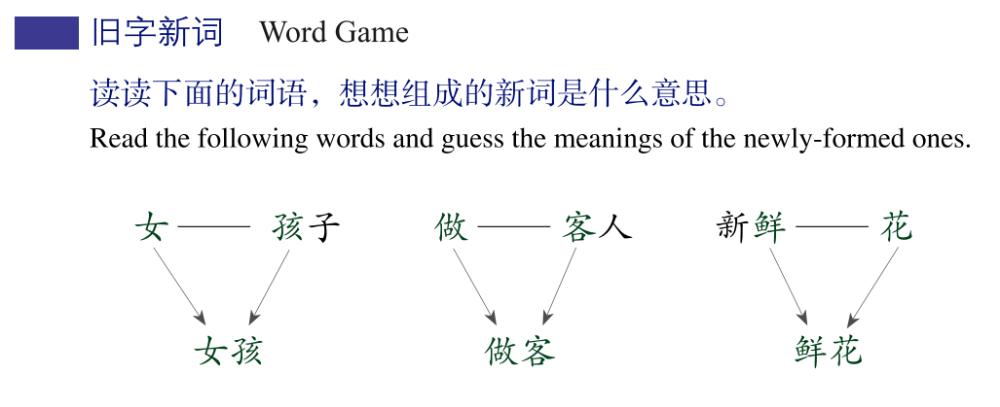 旧字新词 Word Game
读读下面的词语，想想组成的新词是什么意思。
Read the following words and guess the meanings of the newly-formed ones.
女 孩子 做 客人 新鲜 花
女孩 做客 鲜花